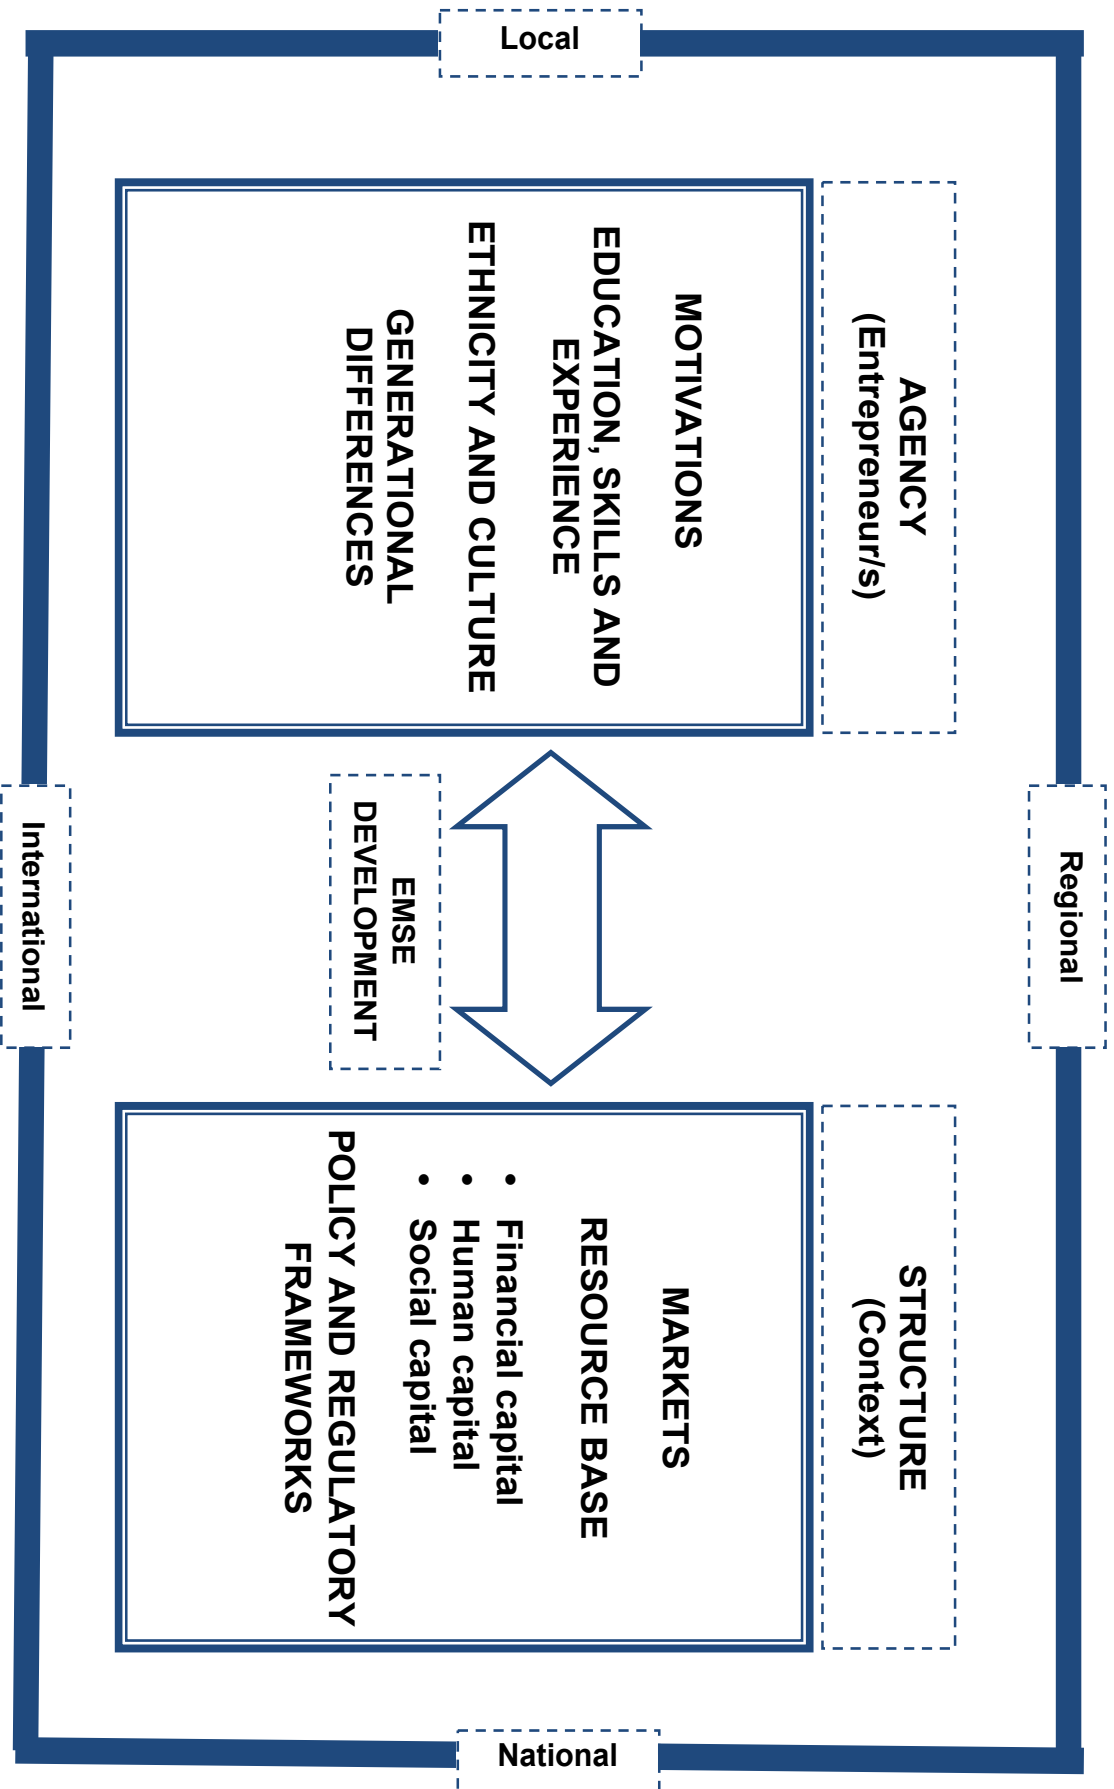 Regional
Local
AGENCY
(Entrepreneur/s)
MOTIVATIONS
EDUCATION, SKILLS AND
EXPERIENCE
ETHNICITY AND CULTURE
GENERATIONAL
DIFFERENCES
EMSE
DEVELOPMENT
STRUCTURE
(Context)
MARKETS
RESOURCE BASE
• Financial capital
• Human capital
• Social capital
POLICY AND REGULATORY
FRAMEWORKS
National
International